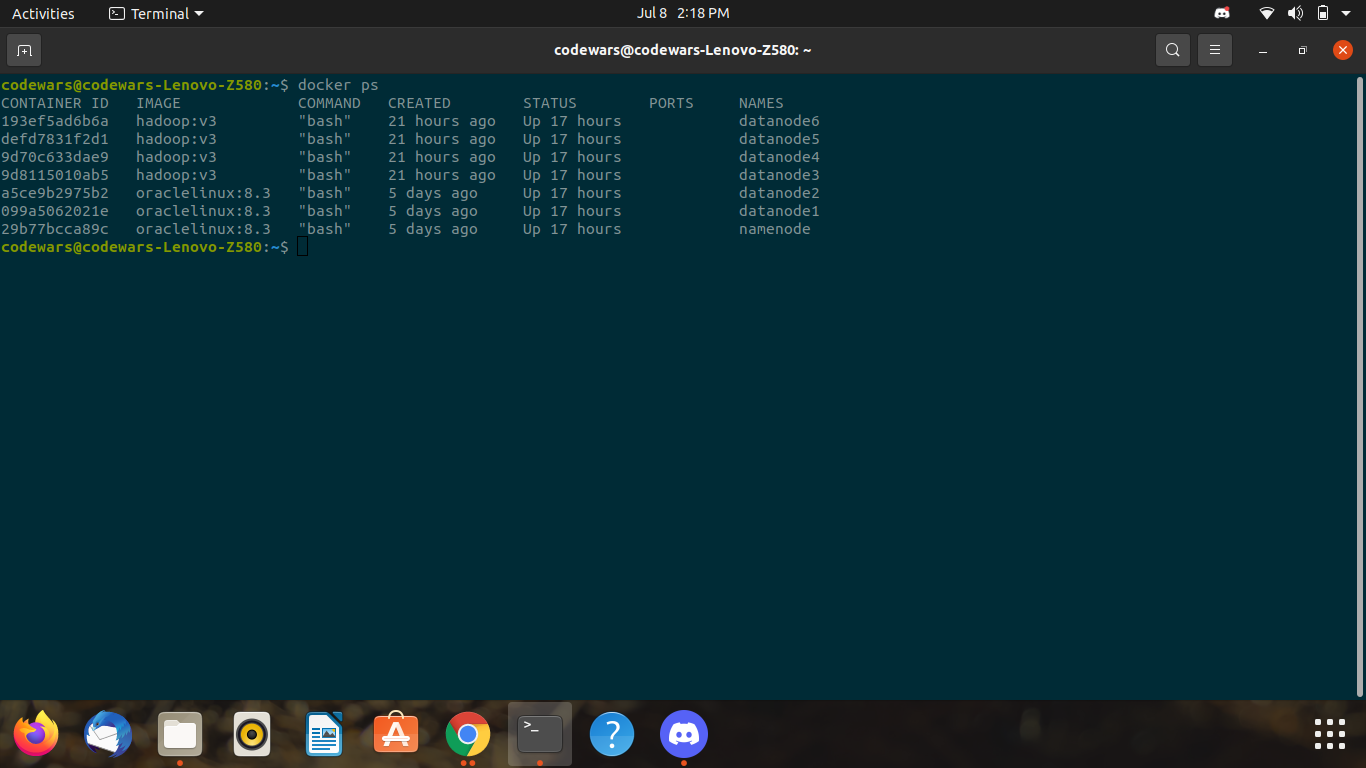 Activities Terminal Jul 8 2:18 PM
codewars@codewars-Lenovo-Z580: ~
codewars@codewars-Lenovo-Z580:~$ docker ps
CONTAINER ID IMAGE COMMAND CREATED STATUS PORTS NAMES
193ef5ad6b6a hadoop:v3 "bash" 21 hours ago Up 17 hours datanode6
defd7831f2d1 hadoop:v3 "bash" 21 hours ago Up 17 hours datanode5
9d70c633dae9 hadoop:v3 "bash" 21 hours ago Up 17 hours datanode4
9d8115010ab5 hadoop:v3 "bash" 21 hours ago Up 17 hours datanode3
a5ce9b2975b2 oraclelinux:8.3 "bash" 5 days ago Up 17 hours datanode2
099a5062021e oraclelinux:8.3 "bash" 5 days ago Up 17 hours datanode1
29b77bcca89c oraclelinux:8.3 "bash" 5 days ago Up 17 hours namenode
codewars@codewars-Lenovo-Z580:~$